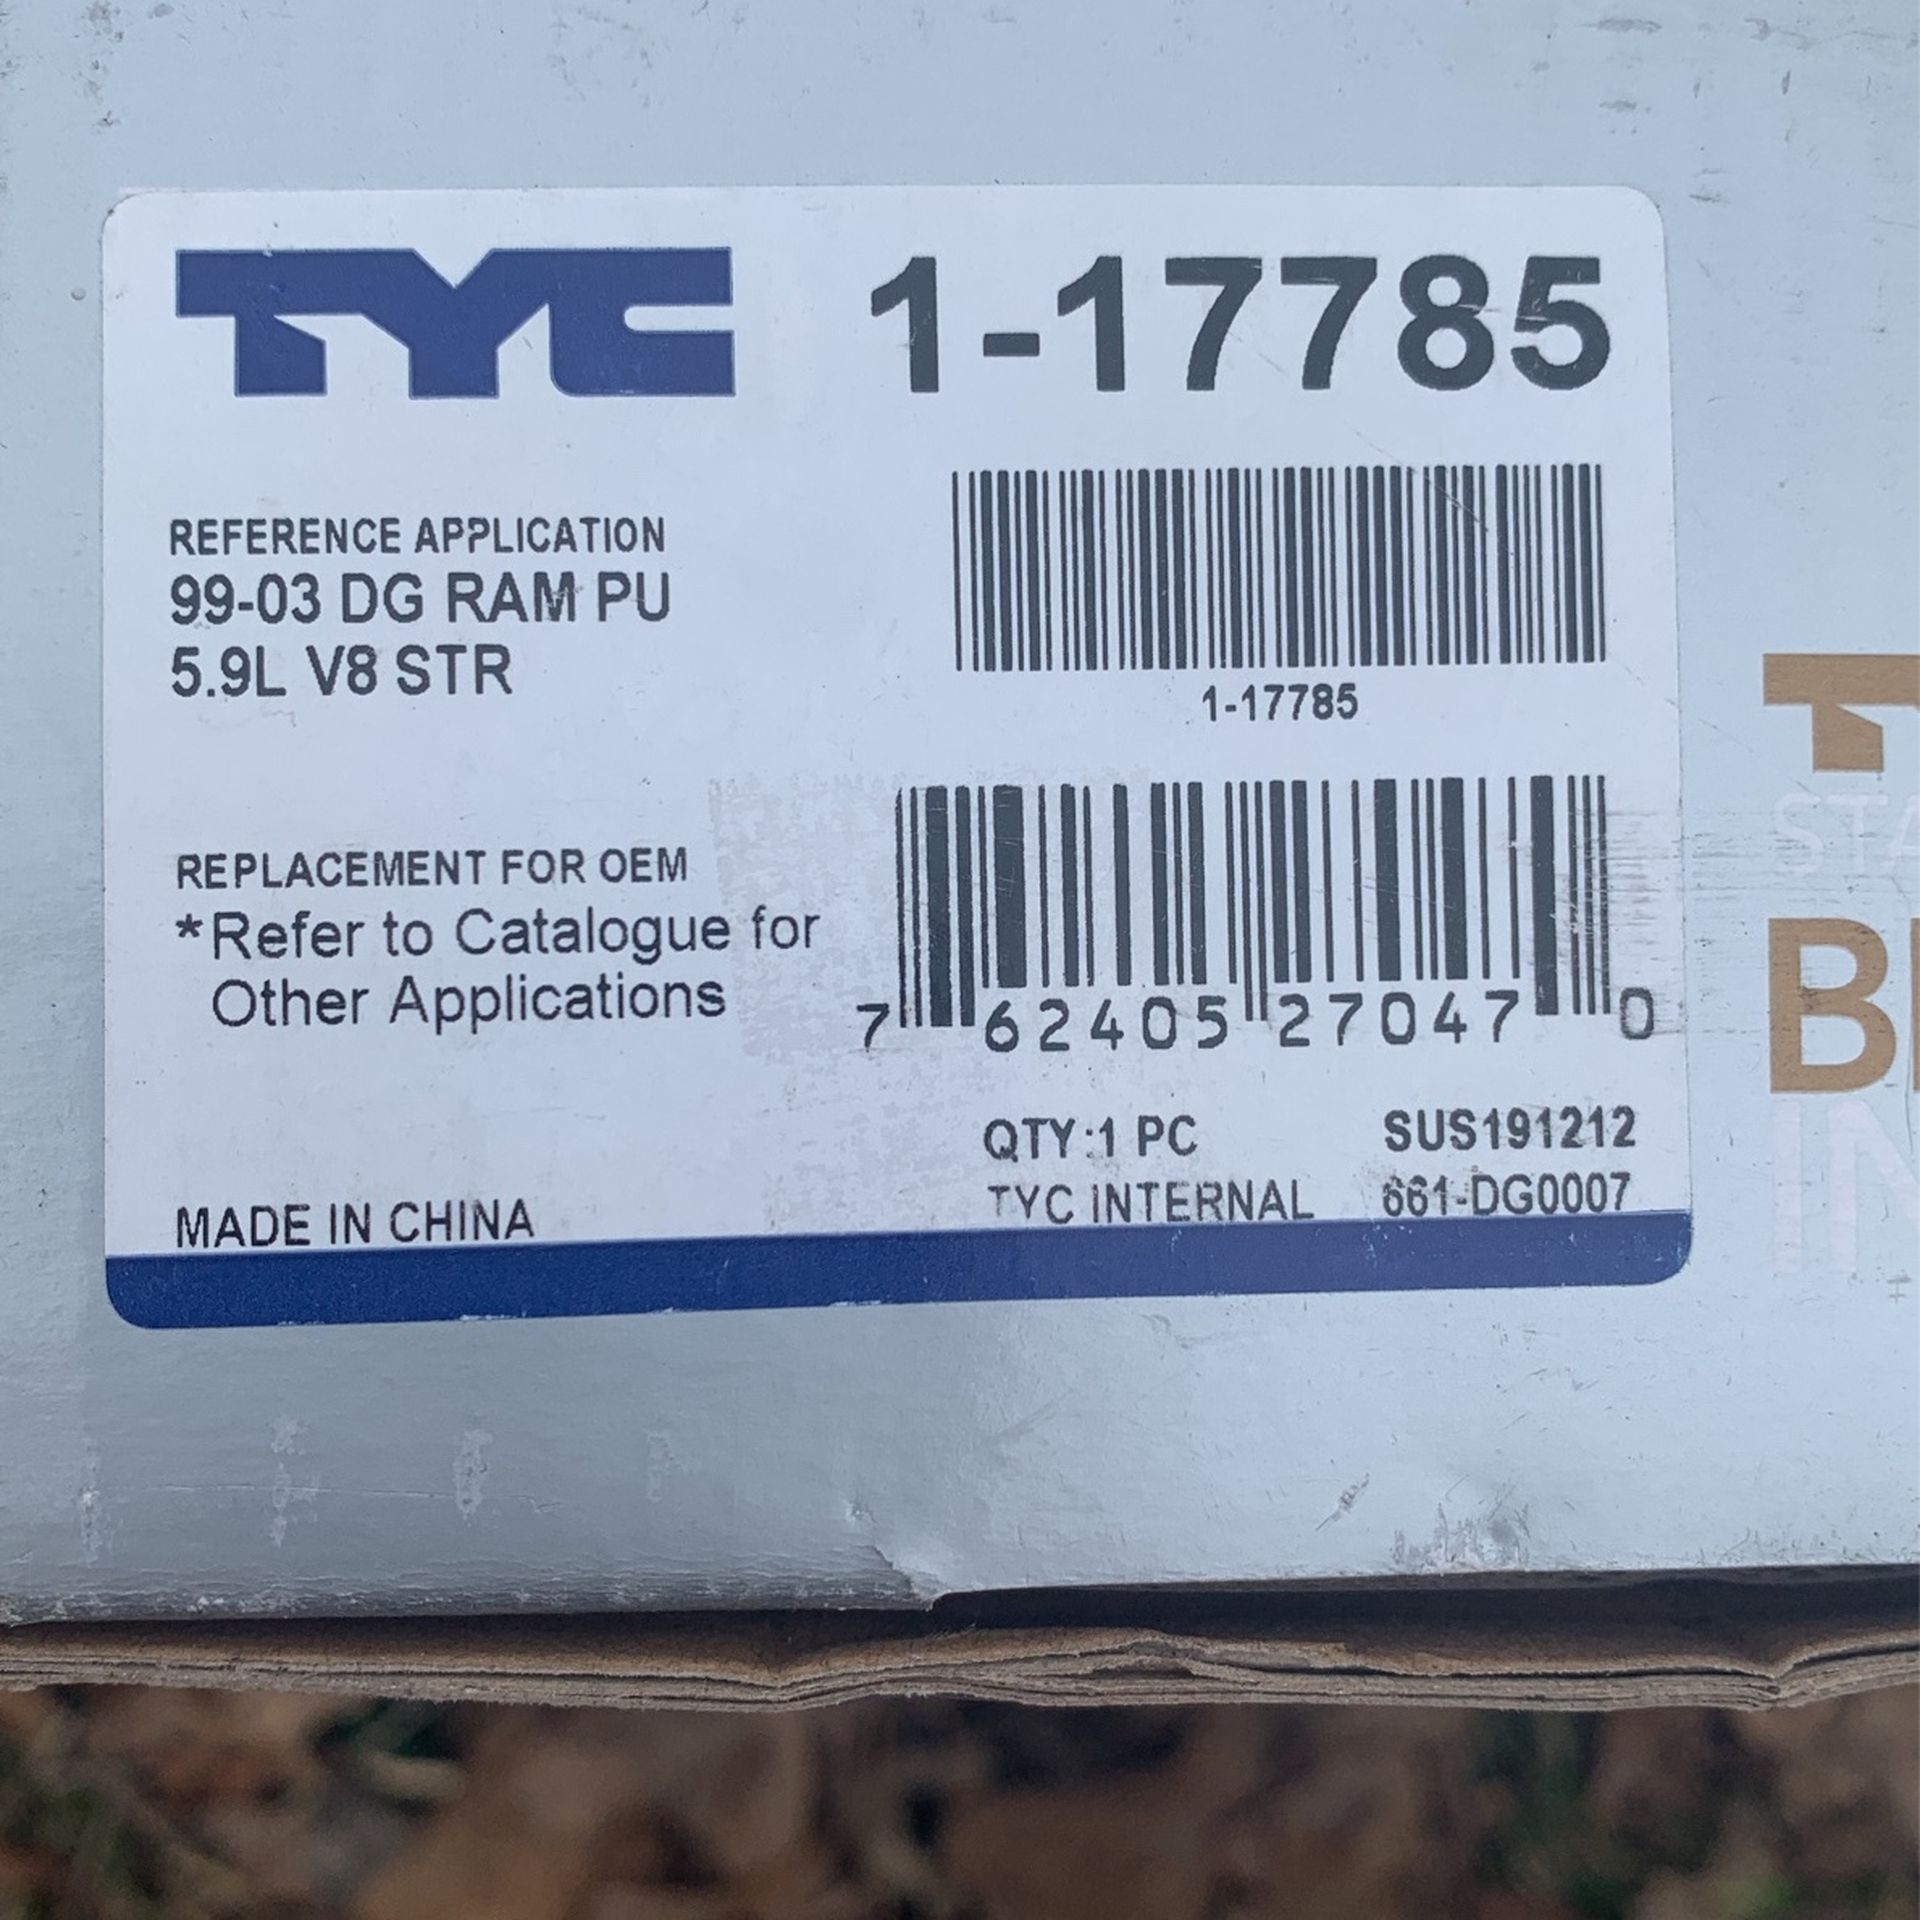 TYC 1-17785
REFERENCE APPLICATION
99-03 DG RAM PU
5.9L V8 STR
1-17785
REPLACEMENT FOR OEM
*Refer to Catalogue for
Other Applications
7 62405 27047 0
QTY:1 PC SUS191212
TYC INTERNAL 661-DG0007
MADE IN CHINA